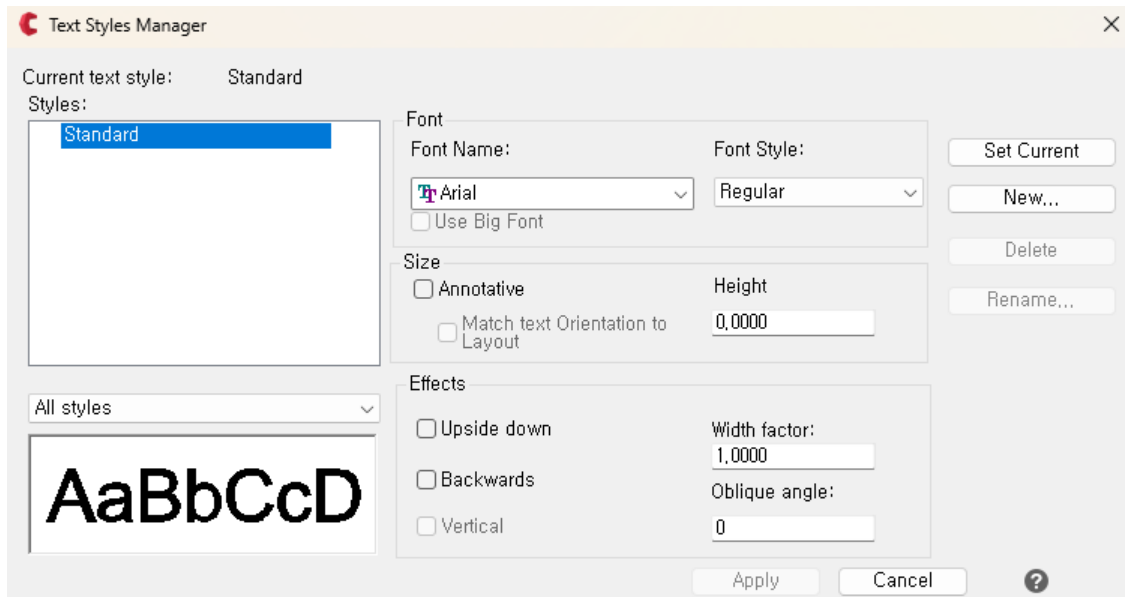 Text Styles Manager
Current text style: Standard
Styles:
Standard
All styles
AaBbCcD
Font
Font Name: Font Style:
Arial Regular
Use Big Font
Size
Annotative Height
Match text Orientation to Layout
0.0000
Effects
Upside down Width factor:
1.0000
Backwards Oblique angle:
Vertical 0
Set Current
New...
Delete
Rename...
Apply Cancel
?